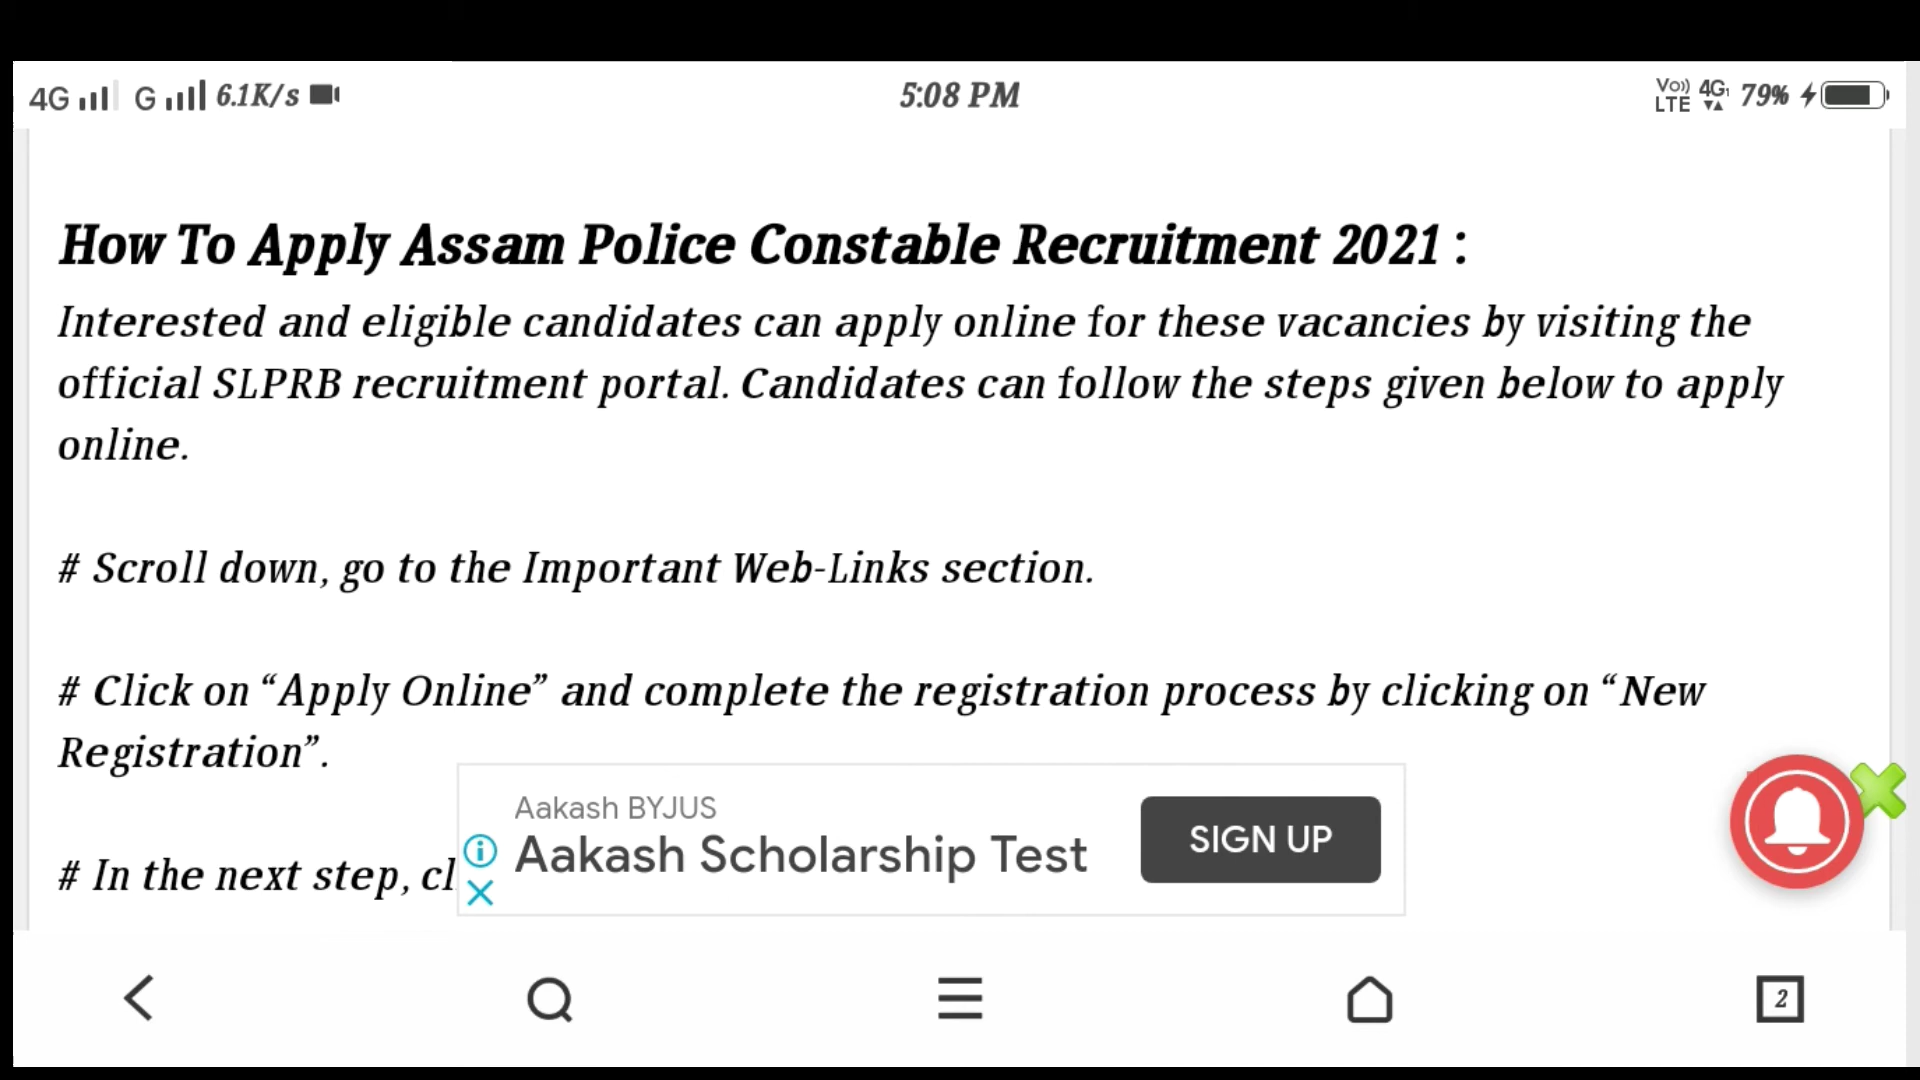 4G G 6.1K/s 5:08 PM Vo)) LTE 4G 79%
How To Apply Assam Police Constable Recruitment 2021 :
Interested and eligible candidates can apply online for these vacancies by visiting the
official SLPRB recruitment portal. Candidates can follow the steps given below to apply
online.
# Scroll down, go to the Important Web-Links section.
# Click on “Apply Online” and complete the registration process by clicking on “New
Registration”.
# In the next step, cl
Aakash BYJUS
Aakash Scholarship Test
SIGN UP
2